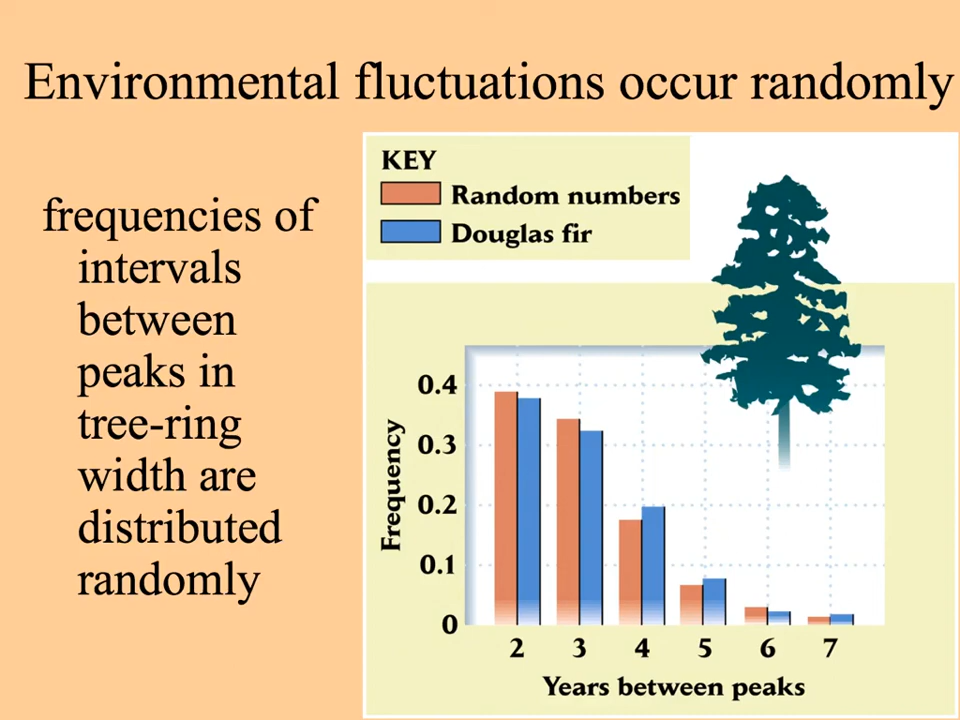 Environmental fluctuations occur randomly
frequencies of
intervals
between
peaks in
tree-ring
width are
distributed
randomly
KEY
Random numbers
Douglas fir
Frequency
0.4
0.3
0.2
0.1
0
2 3 4 5 6 7
Years between peaks